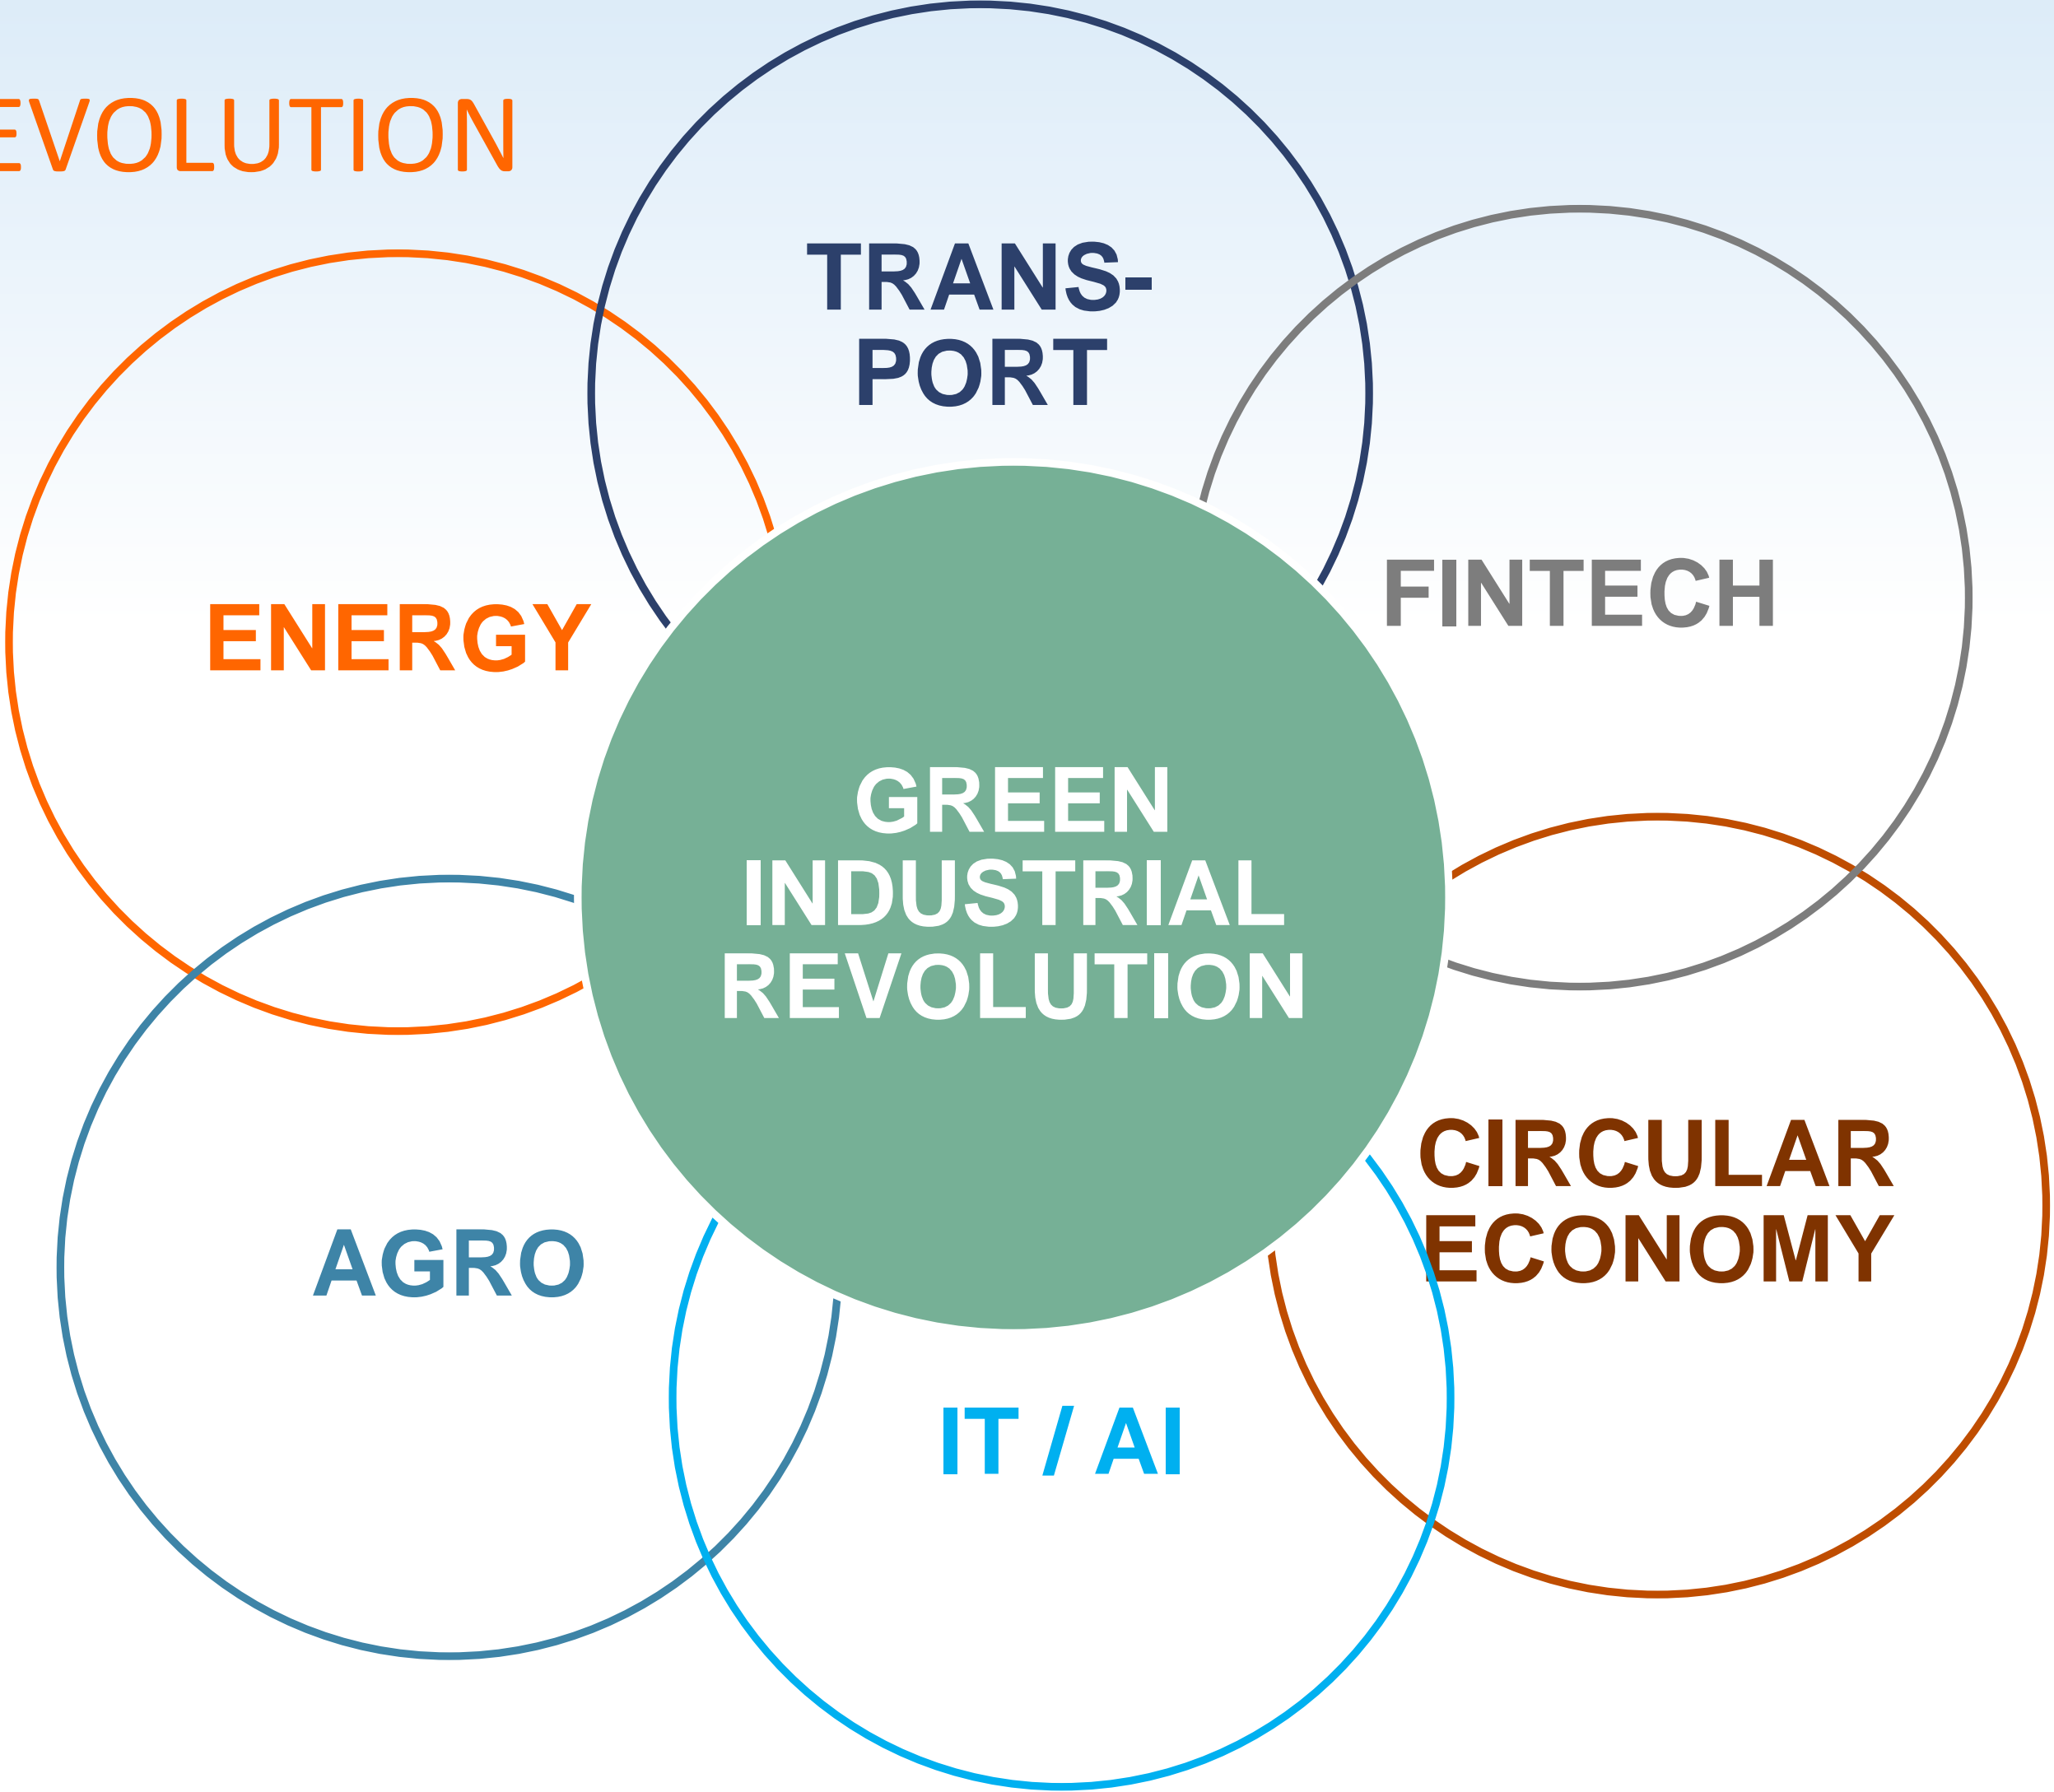 EVOLUTION
TRANS-
PORT
FINTECH
ENERGY
GREEN
INDUSTRIAL
REVOLUTION
CIRCULAR
ECONOMY
AGRO
IT / AI